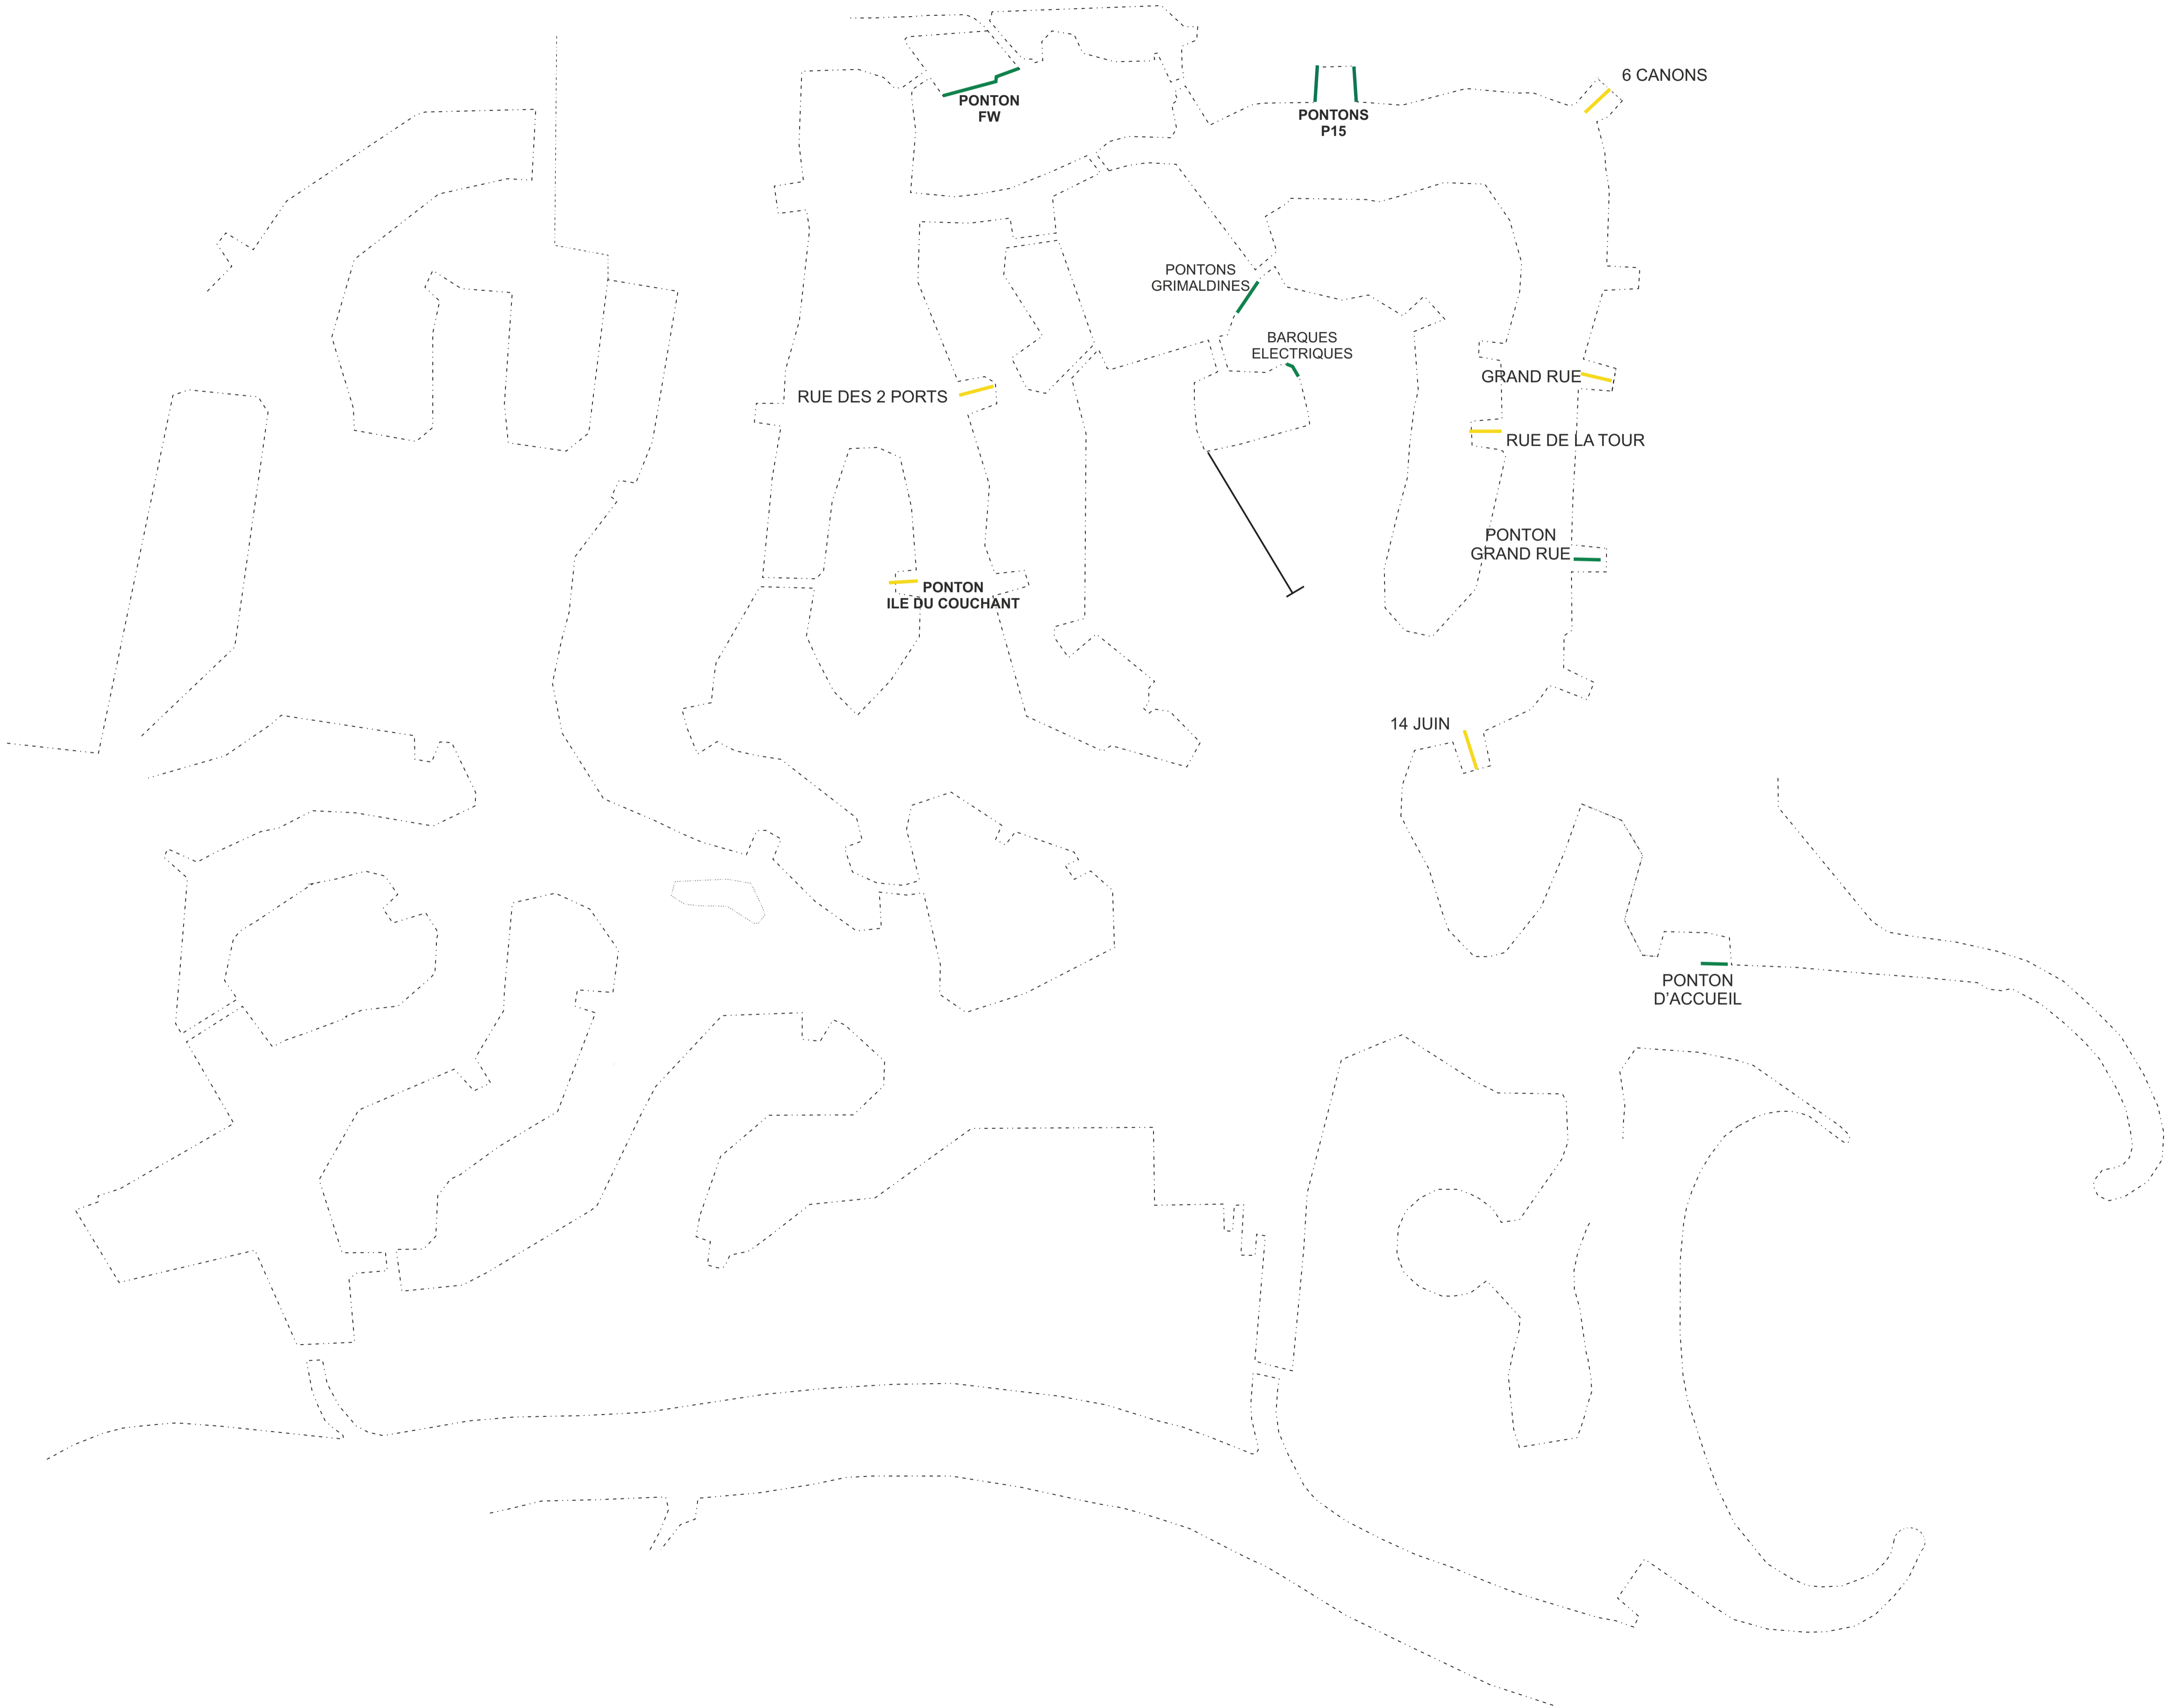 6 CANONS
PONTON
FW
PONTONS
P15
PONTONS
GRIMALDINES
BARQUES
ELECTRIQUES
GRAND RUE
RUE DES 2 PORTS
RUE DE LA TOUR
PONTON
GRAND RUE
PONTON
ILE DU COUCHANT
14 JUIN
PONTON
D'ACCUEIL